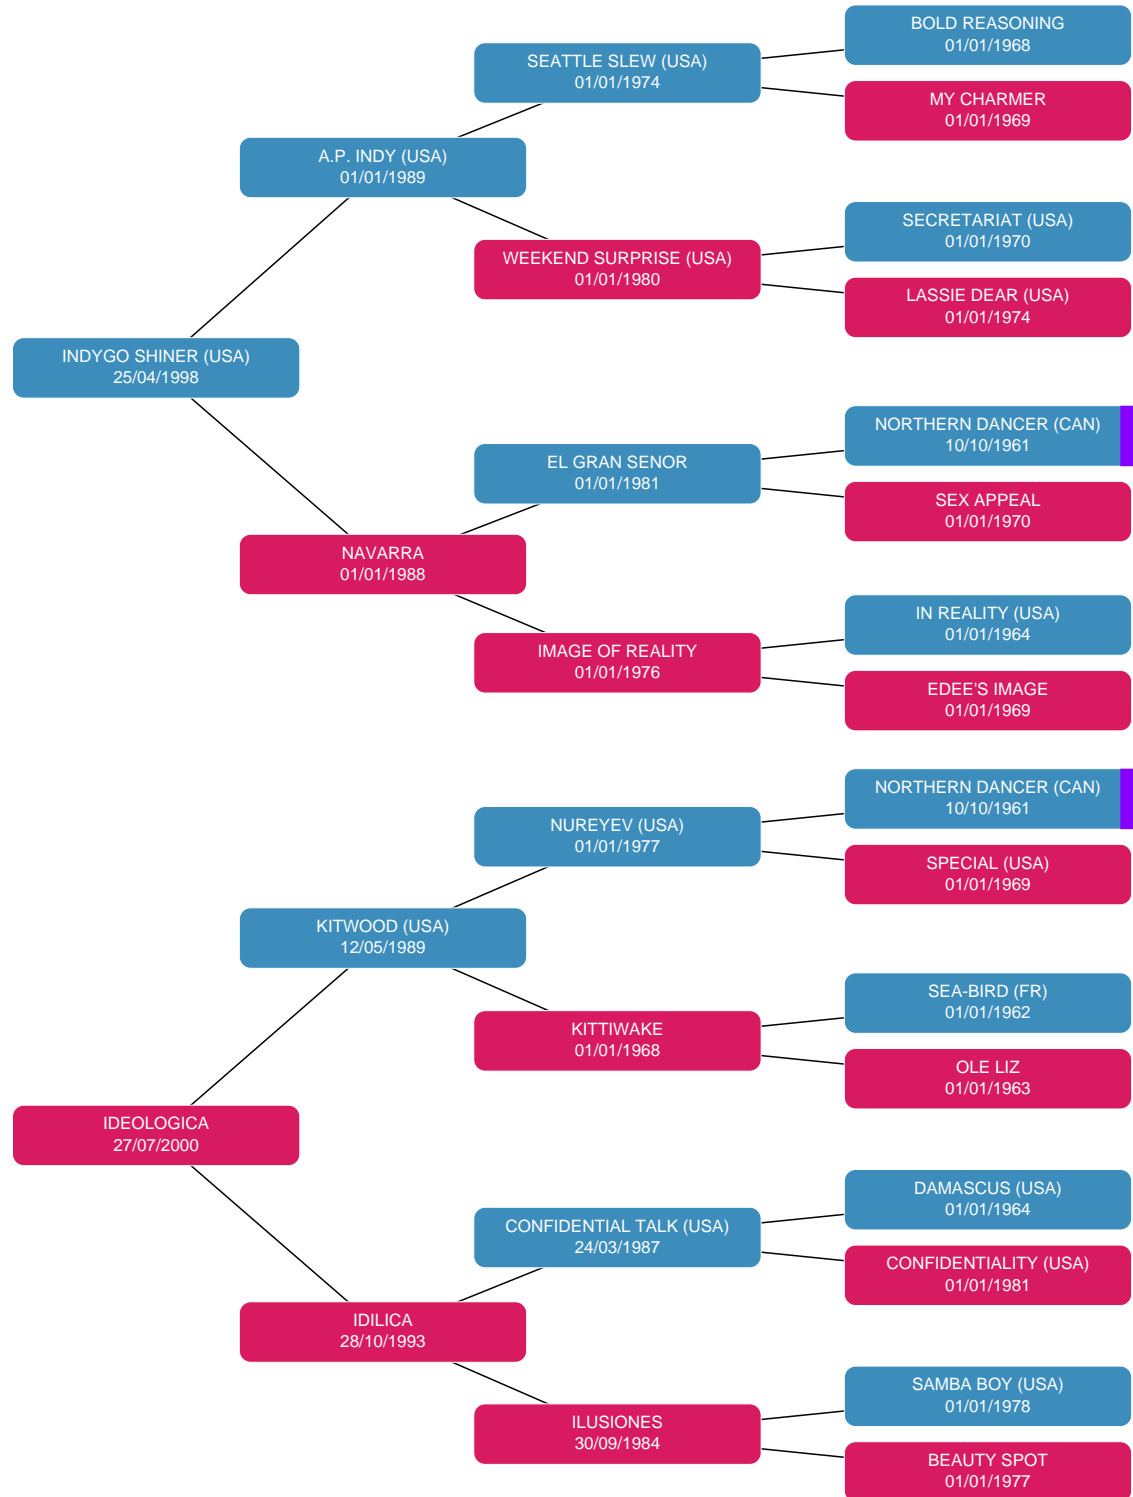 BOLD REASONING
01/01/1968
SEATTLE SLEW (USA)
01/01/1974
MY CHARMER
01/01/1969
A.P. INDY (USA)
01/01/1989
SECRETARIAT (USA)
01/01/1970
WEEKEND SURPRISE (USA)
01/01/1980
LASSIE DEAR (USA)
01/01/1974
INDYGO SHINER (USA)
25/04/1998
NORTHERN DANCER (CAN)
10/10/1961
EL GRAN SENOR
01/01/1981
SEX APPEAL
01/01/1970
NAVARRA
01/01/1988
IN REALITY (USA)
01/01/1964
IMAGE OF REALITY
01/01/1976
EDEE'S IMAGE
01/01/1969
NORTHERN DANCER (CAN)
10/10/1961
NUREYEV (USA)
01/01/1977
SPECIAL (USA)
01/01/1969
KITWOOD (USA)
12/05/1989
SEA-BIRD (FR)
01/01/1962
KITTIWAKE
01/01/1968
OLE LIZ
01/01/1963
IDEOLOGICA
27/07/2000
DAMASCUS (USA)
01/01/1964
CONFIDENTIAL TALK (USA)
24/03/1987
CONFIDENTIALITY (USA)
01/01/1981
IDILICA
28/10/1993
SAMBA BOY (USA)
01/01/1978
ILUSIONES
30/09/1984
BEAUTY SPOT
01/01/1977